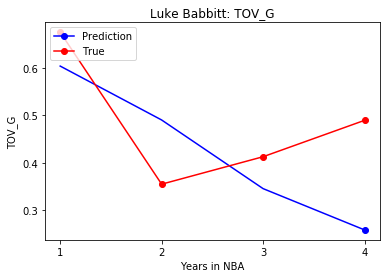 Luke Babbitt: TOV_G
Prediction
True
0.6
0.5
0.4
0.3
TOV_G
1 2 3 4
Years in NBA